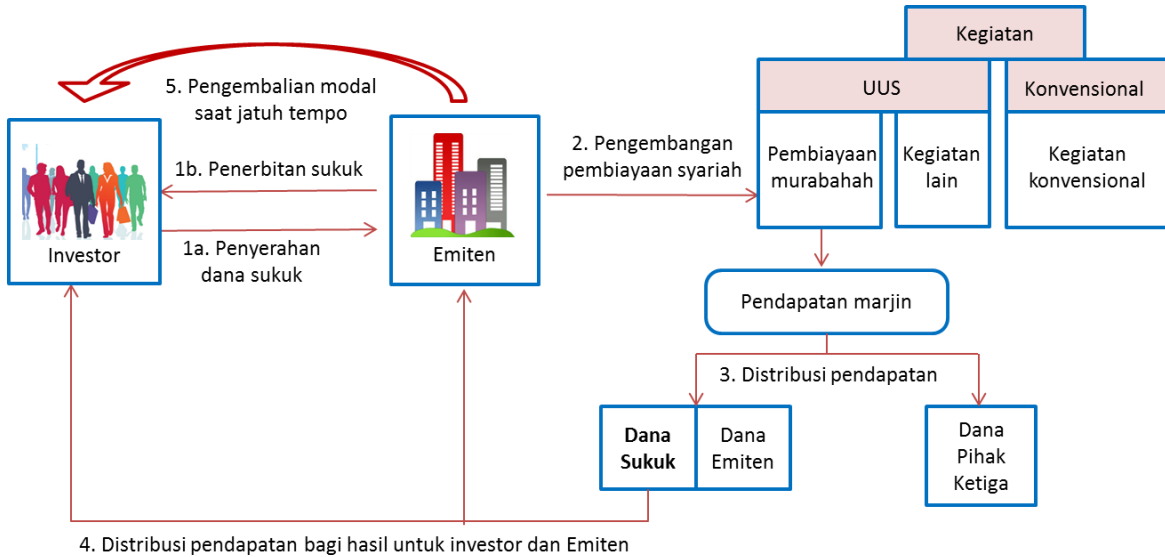 Kegiatan
UUS
Konvensional
5. Pengembalian modal
saat jatuh tempo
2. Pengembangan
pembiayaan syariah
Pembiayaan
murabahah
Kegiatan
lain
Kegiatan
konvensional
1b. Penerbitan sukuk
Investor
1a. Penyerahan
dana sukuk
Emiten
Pendapatan marjin
3. Distribusi pendapatan
Dana
Sukuk
Dana
Emiten
Dana
Pihak
Ketiga
4. Distribusi pendapatan bagi hasil untuk investor dan Emiten